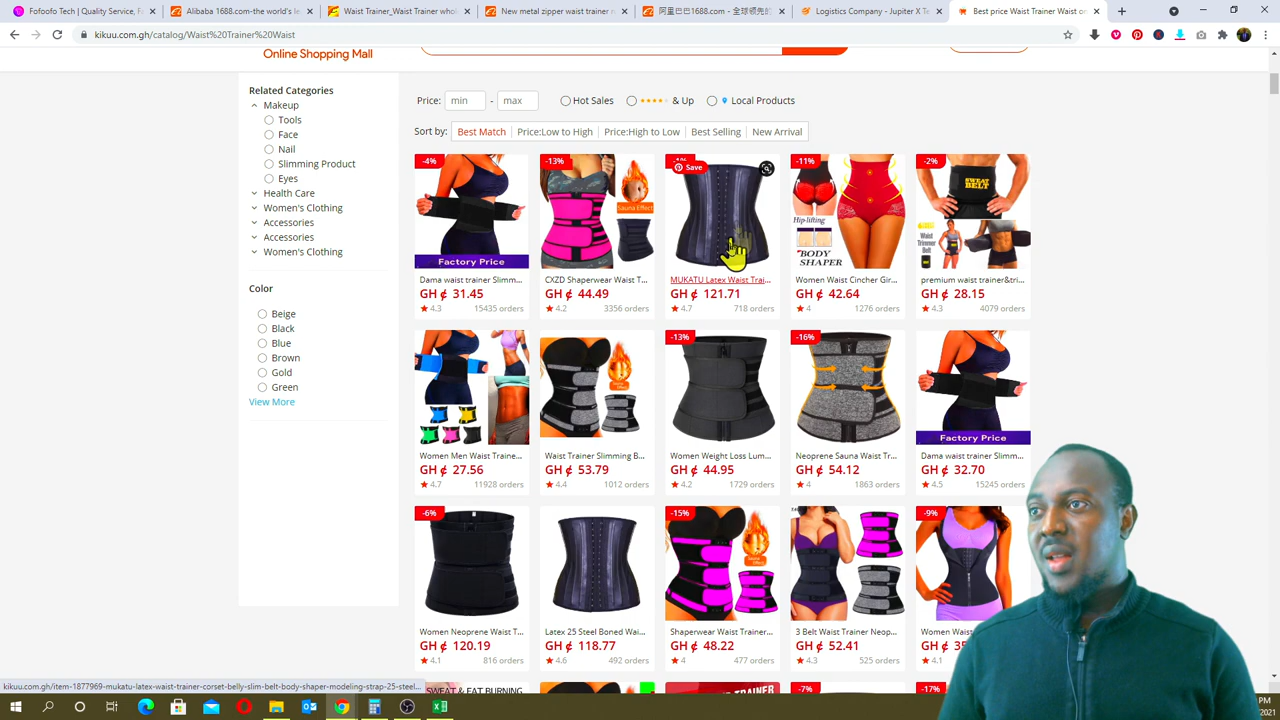 Fofoofo Tech | Quality Service, F
Alibaba 1688.com-the world's le
Waist Trainer_Waist Trainer whol
New metal zipper waist trainer ru
阿里巴巴1688.com - 全球领先的
Logistics Company - Jupiter X T
Best price Waist Trainer Waist on
kikuu.com.gh/catalog/Waist%20Trainer%20Waist
Online Shopping Mall
Related Categories
Makeup
Tools
Face
Nail
Slimming Product
Eyes
Health Care
Women's Clothing
Accessories
Accessories
Women's Clothing
Color
Beige
Black
Blue
Brown
Gold
Green
View More
Price: min - max Hot Sales & Up Local Products
Sort by: Best Match Price:Low to High Price:High to Low Best Selling New Arrival
-4%
Factory Price
Dama waist trainer Slimm...
GH ¢ 31.45
4.3 15435 orders
-13%
Sauna Effect
CXZD Shaperwear Waist T...
GH ¢ 44.49
4.2 3356 orders
Save
MUKATU Latex Waist Trai...
GH ¢ 121.71
4.7 718 orders
-11%
Hip-lifting
BODY
SHAPER
Women Waist Cincher Gir...
GH ¢ 42.64
4 1276 orders
-2%
SWEAT
BELT
Waist
Trimmer
Belt
premium waist trainer&tri...
GH ¢ 28.15
4.3 4079 orders
Women Men Waist Traine...
GH ¢ 27.56
4.7 11928 orders
Waist Trainer Slimming B...
GH ¢ 53.79
4.4 1012 orders
-13%
Women Weight Loss Lum...
GH ¢ 44.95
4.2 1729 orders
-16%
Neoprene Sauna Waist Tr...
GH ¢ 54.12
4 1863 orders
Factory Price
Dama waist trainer Slimm...
GH ¢ 32.70
4.5 15245 orders
-6%
Women Neoprene Waist T...
GH ¢ 120.19
4.1 816 orders
Latex 25 Steel Boned Wai...
GH ¢ 118.77
4.6 492 orders
-15%
Shaperwear Waist Trainer...
GH ¢ 48.22
4 477 orders
3 Belt Waist Trainer Neop...
GH ¢ 52.41
4.3 525 orders
-9%
Women Wais
GH ¢ 3
4.1
SWEAT & FAT BURNING
TRAINER
-7%
-17%
kikuu.com.gh/item-1877969-mukatu-latex-waist-trainer-corset-belly-slim-belt-body-shaper-modeling-strap-25-steel...
PM
2021